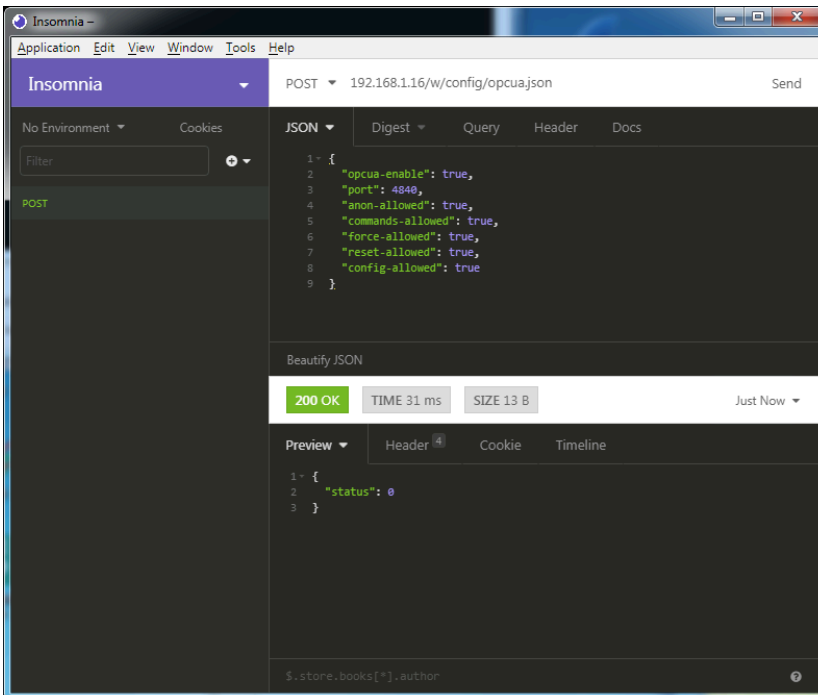 Insomnia –
Application Edit View Window Tools Help
Insomnia
POST 192.168.1.16/w/config/opcua.json Send
No Environment Cookies
JSON Digest Query Header Docs
Filter
POST
1 {
2 "opcua-enable": true,
3 "port": 4840,
4 "anon-allowed": true,
5 "commands-allowed": true,
6 "force-allowed": true,
7 "reset-allowed": true,
8 "config-allowed": true
9 }
Beautify JSON
200 OK TIME 31 ms SIZE 13 B Just Now
Preview Header 4 Cookie Timeline
1 {
2 "status": 0
3 }
$.store.books[*].author